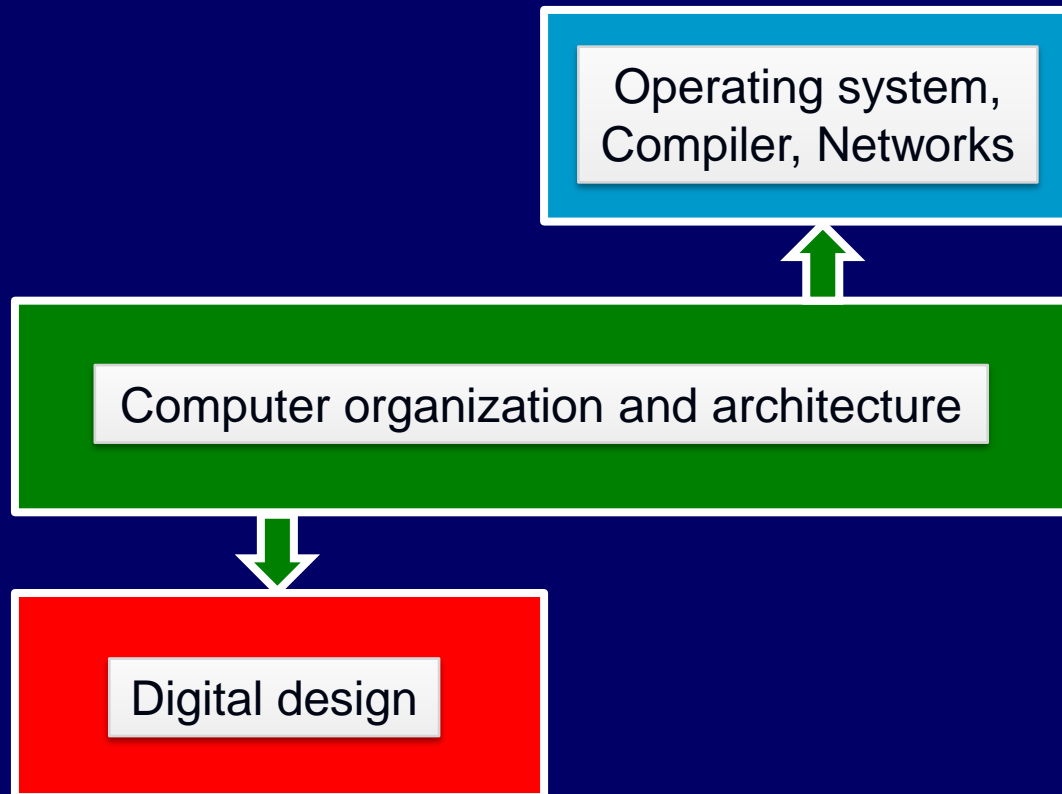 Operating system,
Compiler, Networks
Computer organization and architecture
Digital design